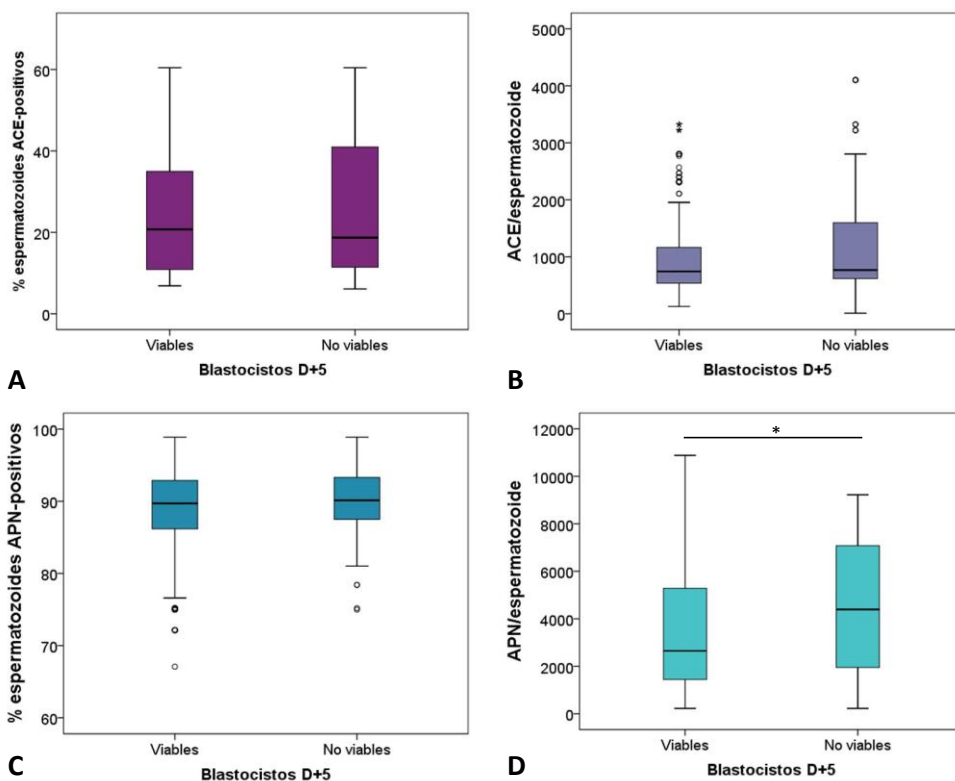 % espermatozoides ACE-positivos
60
40
20
0
Viables
No viables
Blastocistos D+5
A
ACE/espermatozoide
5000
4000
3000
2000
1000
0
Viables
No viables
Blastocistos D+5
B
% espermatozoides APN-positivos
100
90
80
70
60
Viables
No viables
Blastocistos D+5
C
APN/espermatozoide
12000
10000
8000
6000
4000
2000
0
*
Viables
No viables
Blastocistos D+5
D